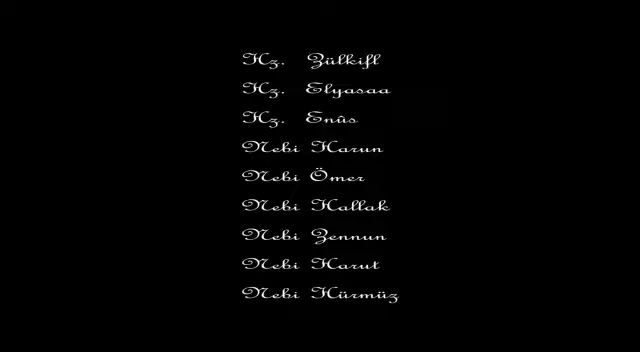 Hz. Zülkifl
Hz. Elyasaa
Hz. Enûs
Nebi Harun
Nebi Ömer
Nebi Hallak
Nebi Zennun
Nebi Harut
Nebi Hürmüz